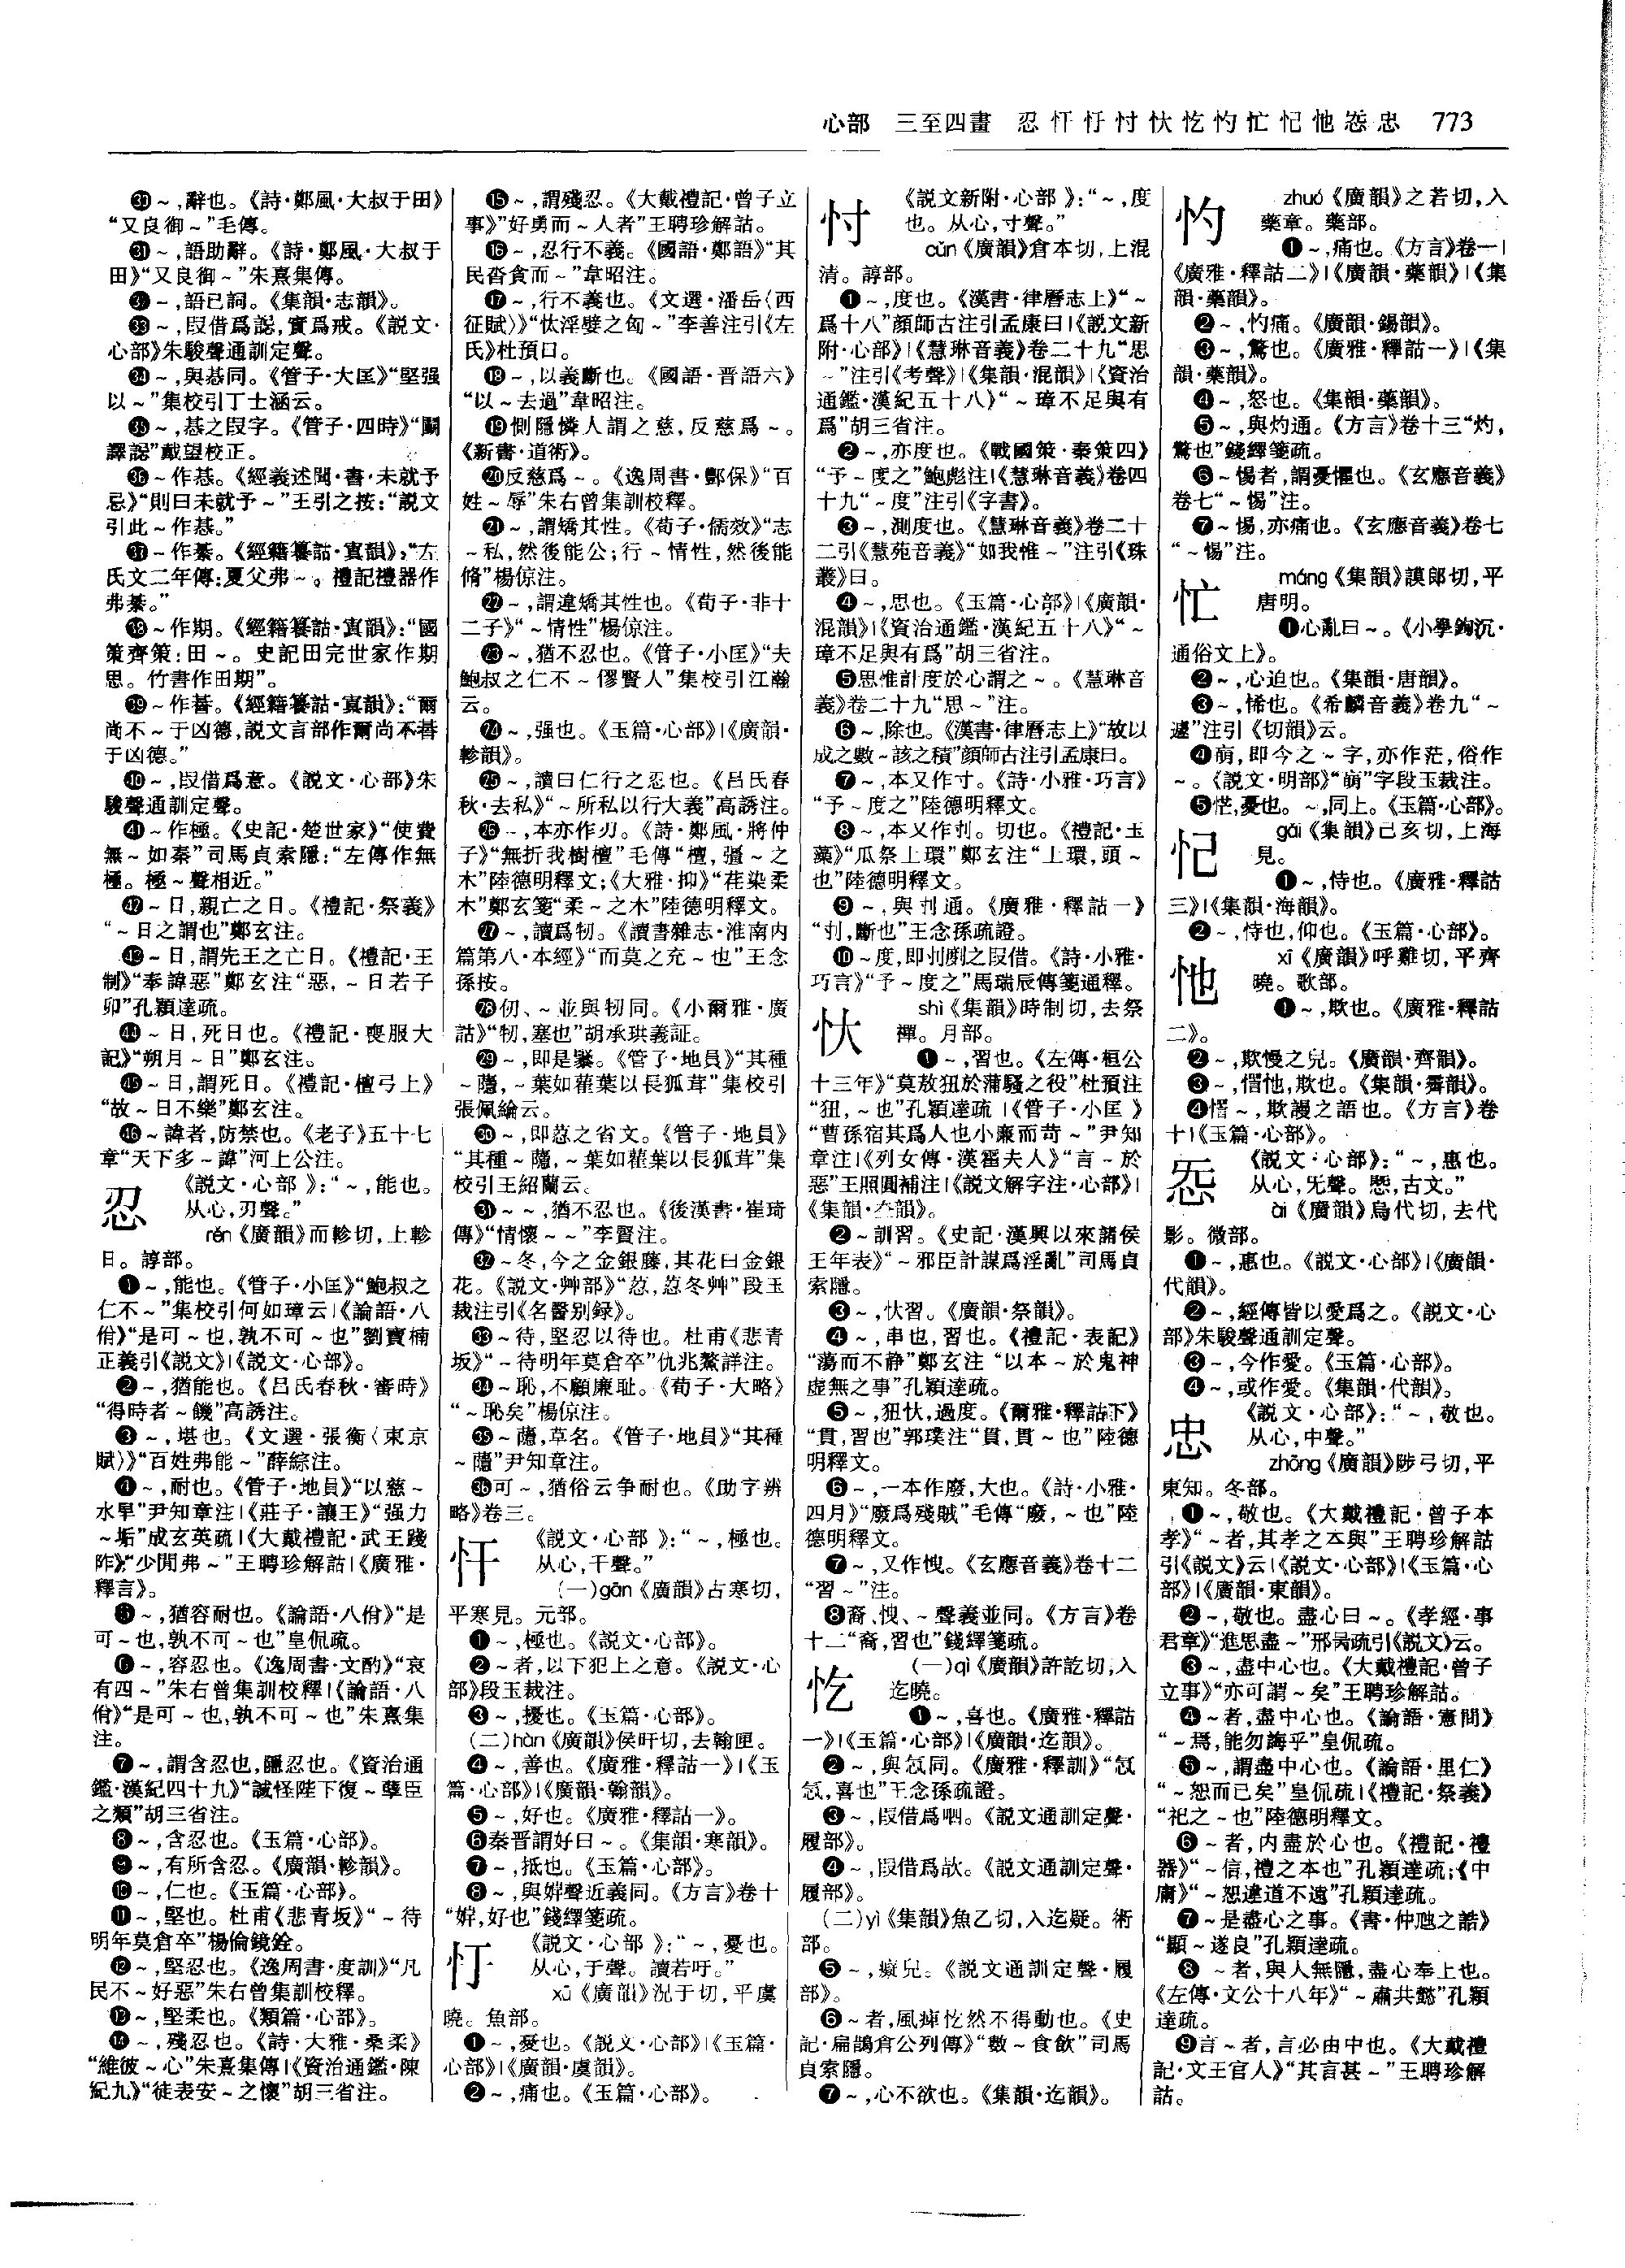 心部 三至四畫 忍忓忬忖忕忔忊忙忋忚㤅忠 773
㉚～,辭也。《詩·鄭風·大叔于田》
“又良御～”毛傳。
㉛～,語助辭。《詩·鄭風·大叔于
田》“又良御～”朱熹集傳。
㉜～,語已詞。《集韻·志韻》。
㉝～,叚借爲誋,實爲戒。《説文·
心部》朱駿聲通訓定聲。
㉞～,與惎同。《管子·大匡》“堅强
以～”集校引丁士涵云。
㉟～,惎之叚字。《管子·四時》“關
譯誋”戴望校正。
㊱～作惎。《經義述聞·書·未就予
忌》“則曰未就予～”王引之按:“説文
引此～作惎。”
㊲～作綦。《經籍籑詁·寘韻》:“左
氏文二年傳:夏父弗～。禮記禮器作
弗綦。”
㊳～作期。《經籍籑詁·寘韻》:“國
策齊策:田～。史記田完世家作期
思。竹書作田期”。
㊴～作諅。《經籍籑詁·寘韻》:“爾
尚不～于凶德,説文言部作爾尚不諅
于凶德。”
㊵～,叚借爲意。《説文·心部》朱
駿聲通訓定聲。
㊶～作極。《史記·楚世家》“使費
無～如秦”司馬貞索隱:“左傳作無
極。極～聲相近。”
㊷～日,親亡之日。《禮記·祭義》
“～日之謂也”鄭玄注。
㊸～日,謂先王之亡日。《禮記·王
制》“奉諱惡”鄭玄注“惡,～日若子
卯”孔穎達疏。
㊹～日,死日也。《禮記·喪服大
記》“朔月～日”鄭玄注。
㊺～日,謂死日。《禮記·檀弓上》
“故～日不樂”鄭玄注。
㊻～諱者,防禁也。《老子》五十七
章“天下多～諱”河上公注。
忍 《説文·心部》:“～,能也。
从心,刃聲。”
rěn《廣韻》而軫切,上軫
日。諄部。
❶～,能也。《管子·小匡》“鮑叔之
仁不～”集校引何如璋云|《論語·八
佾》“是可～也,孰不可～也”劉寶楠
正義引《説文》|《説文·心部》。
❷～,猶能也。《吕氏春秋·審時》
“得時者～饑”高誘注。
❸～,堪也。《文選·張衡〈東京
賦〉》“百姓弗能～”薛綜注。
❹～,耐也。《管子·地員》“以慈～
水旱”尹知章注|《莊子·讓王》“强力
～垢”成玄英疏|《大戴禮記·武王踐
阼》“少閒弗～”王聘珍解詁|《廣雅·
釋言》。
❺～,猶容耐也。《論語·八佾》“是
可～也,孰不可～也”皇侃疏。
❻～,容忍也。《逸周書·文酌》“哀
有四～”朱右曾集訓校釋|《論語·八
佾》“是可～也,孰不可～也”朱熹集
注。
❼～,謂含忍也,隱忍也。《資治通
鑑·漢紀四十九》“誠怪陛下復～孽臣
之類”胡三省注。
❽～,含忍也。《玉篇·心部》。
❾～,有所含忍。《廣韻·軫韻》。
❿～,仁也。《玉篇·心部》。
⓫～,堅也。杜甫《悲青坂》“～待
明年莫倉卒”楊倫鏡銓。
⓬～,堅忍也。《逸周書·度訓》“凡
民不～好惡”朱右曾集訓校釋。
⓭～,堅柔也。《類篇·心部》。
⓮～,殘忍也。《詩·大雅·桑柔》
“維彼～心”朱熹集傳|《資治通鑑·陳
紀九》“徒表安～之懷”胡三省注。
⓯～,謂殘忍。《大戴禮記·曾子立
事》“好勇而～人者”王聘珍解詁。
⓰～,忍行不義。《國語·鄭語》“其
民沓貪而～”韋昭注。
⓱～,行不義也。《文選·潘岳〈西
征賦〉》“忲淫嬖之匈～”李善注引《左
氏》杜預曰。
⓲～,以義斷也。《國語·晋語六》
“以～去過”韋昭注。
⓳惻隱憐人謂之慈,反慈爲～。
《新書·道術》。
⓴反慈爲～。《逸周書·酆保》“百
姓～辱”朱右曾集訓校釋。
㉑～,謂矯其性。《荀子·儒效》“志
～私,然後能公;行～情性,然後能
脩”楊倞注。
㉒～,謂違矯其性也。《荀子·非十
二子》“～情性”楊倞注。
㉓～,猶不忍也。《管子·小匡》“夫
鮑叔之仁不～僇賢人”集校引江瀚
云。
㉔～,强也。《玉篇·心部》|《廣韻·
軫韻》。
㉕～,讀曰仁行之忍也。《吕氏春
秋·去私》“～所私以行大義”高誘注。
㉖～,本亦作刃。《詩·鄭風·將仲
子》“無折我樹檀”毛傳“檀,彊～之
木”陸德明釋文;《大雅·抑》“荏染柔
木”鄭玄箋“柔～之木”陸德明釋文。
㉗～,讀爲牣。《讀書雜志·淮南内
篇第八·本經》“而莫之充～也”王念
孫按。
㉘仞、～並與牣同。《小爾雅·廣
詁》“牣,塞也”胡承珙義証。
㉙～,即是蘩。《管子·地員》“其種
～䕃,～葉如雚葉以長狐茸”集校引
張佩綸云。
㉚～,即荵之省文。《管子·地員》
“其種～䕃,～葉如雚葉以長狐茸”集
校引王紹蘭云。
㉛～～,猶不忍也。《後漢書·崔琦
傳》“情懷～～”李賢注。
㉜～冬,今之金銀藤,其花曰金銀
花。《説文·艸部》“荵,荵冬艸”段玉
裁注引《名醫别録》。
㉝～待,堅忍以待也。杜甫《悲青
坂》“～待明年莫倉卒”仇兆鰲詳注。
㉞～恥,不顧廉耻。《荀子·大略》
“～恥矣”楊倞注。
㉟～䕃,草名。《管子·地員》“其種
～䕃”尹知章注。
㊱可～,猶俗云争耐也。《助字辨
略》卷三。
忓 《説文·心部》:“～,極也。
从心,干聲。”
(一)gān《廣韻》古寒切,
平寒見。元部。
❶～,極也。《説文·心部》。
❷～者,以下犯上之意。《説文·心
部》段玉裁注。
❸～,擾也。《玉篇·心部》。
(二)hàn《廣韻》侯旰切,去翰匣。
❹～,善也。《廣雅·釋詁一》|《玉
篇·心部》|《廣韻·翰韻》。
❺～,好也。《廣雅·釋詁一》。
❻秦晋謂好曰～。《集韻·寒韻》。
❼～,抵也。《玉篇·心部》。
❽～,與姸聲近義同。《方言》卷十
“姸,好也”錢繹箋疏。
忏 《説文·心部》:“～,憂也。
从心,于聲。讀若吁。”
xū《廣韻》況于切,平虞
曉。魚部。
❶～,憂也。《説文·心部》|《玉篇·
心部》|《廣韻·虞韻》。
❷～,痛也。《玉篇·心部》。
忖 《説文新附·心部》:“～,度
也。从心,寸聲。”
cǔn《廣韻》倉本切,上混
清。諄部。
❶～,度也。《漢書·律曆志上》“～
爲十八”顔師古注引孟康曰|《説文新
附·心部》|《慧琳音義》卷二十九“思
～”注引《考聲》|《集韻·混韻》|《資治
通鑑·漢紀五十八》“～璋不足與有
爲”胡三省注。
❷～,亦度也。《戰國策·秦策四》
“予～度之”鮑彪注|《慧琳音義》卷四
十九“～度”注引《字書》。
❸～,測度也。《慧琳音義》卷二十
二引《慧苑音義》“如我惟～”注引《珠
叢》曰。
❹～,思也。《玉篇·心部》|《廣韻·
混韻》|《資治通鑑·漢紀五十八》“～
璋不足與有爲”胡三省注。
❺思惟計度於心謂之～。《慧琳音
義》卷二十九“思～”注。
❻～,除也。《漢書·律曆志上》“故以
成之數～該之積”顔師古注引孟康曰。
❼～,本又作寸。《詩·小雅·巧言》
“予～度之”陸德明釋文。
❽～,本又作刌。切也。《禮記·玉
藻》“瓜祭上環”鄭玄注“上環,頭～
也”陸德明釋文。
❾～,與刌通。《廣雅·釋詁一》
“刌,斷也”王念孫疏證。
❿～度,即刌劇之叚借。《詩·小雅·
巧言》“予～度之”馬瑞辰傳箋通釋。
忕 shì《集韻》時制切,去祭
禪。月部。
❶～,習也。《左傳·桓公
十三年》“莫敖狃於蒲騷之役”杜預注
“狃,～也”孔穎達疏|《管子·小匡》
“曹孫宿其爲人也小廉而苛～”尹知
章注|《列女傳·漢霍夫人》“言～於
惡”王照圓補注|《説文解字注·心部》|
《集韻·夳韻》。
❷～訓習。《史記·漢興以來諸侯
王年表》“～邪臣計謀爲淫亂”司馬貞
索隱。
❸～,忕習。《廣韻·祭韻》。
❹～,串也,習也。《禮記·表記》
“蕩而不静”鄭玄注“以本～於鬼神
虚無之事”孔穎達疏。
❺～,狃忕,過度。《爾雅·釋詁下》
“貫,習也”郭璞注“貫,貫～也”陸德
明釋文。
❻～,一本作廢,大也。《詩·小雅·
四月》“廢爲殘賊”毛傳“廢,～也”陸
德明釋文。
❼～,又作愧。《玄應音義》卷十二
“習～”注。
❽裔、愧、～聲義並同。《方言》卷
十二“裔,習也”錢繹箋疏。
忔 (一)qì《廣韻》許訖切,入
迄曉。
❶～,喜也。《廣雅·釋詁
一》|《玉篇·心部》|《廣韻·迄韻》。
❷～,與忥同。《廣雅·釋訓》“忥
忥,喜也”王念孫疏證。
❸～,叚借爲呬。《説文通訓定聲·
履部》。
❹～,叚借爲欯。《説文通訓定聲·
履部》。
(二)yì《集韻》魚乙切,入迄疑。術
部。
❺～,癡皃。《説文通訓定聲·履
部》。
❻～者,風痺忔然不得動也。《史
記·扁鵲倉公列傳》“數～食飲”司馬
貞索隱。
❼～,心不欲也。《集韻·迄韻》。
忊 zhuó《廣韻》之若切,入
藥章。藥部。
❶～,痛也。《方言》卷一|
《廣雅·釋詁二》|《廣韻·藥韻》|《集
韻·藥韻》。
❷～,忊痛。《廣韻·錫韻》。
❸～,驚也。《廣雅·釋詁一》|《集
韻·藥韻》。
❹～,怒也。《集韻·藥韻》。
❺～,與灼通。《方言》卷十三“灼,
驚也”錢繹箋疏。
❻～惕者,謂憂懼也。《玄應音義》
卷七“～惕”注。
❼～惕,亦痛也。《玄應音義》卷七
“～惕”注。
忙 máng《集韻》謨郎切,平
唐明。
❶心亂曰～。《小學鉤沉·
通俗文上》。
❷～,心迫也。《集韻·唐韻》。
❸～,悕也。《希麟音義》卷九“～
遽”注引《切韻》云。
❹萌,即今之～字,亦作茫,俗作
～。《説文·明部》“萌”字段玉裁注。
❺恾,憂也。～,同上。《玉篇·心部》。
忋 gǎi《集韻》己亥切,上海
見。
❶～,恃也。《廣雅·釋詁
三》|《集韻·海韻》。
❷～,恃也,仰也。《玉篇·心部》。
忚 xī《廣韻》呼雞切,平齊
曉。歌部。
❶～,欺也。《廣雅·釋詁
二》。
❷～,欺慢之皃。《廣韻·齊韻》。
❸～,㦦忚,欺也。《集韻·齊韻》。
❹㦦～,欺謾之語也。《方言》卷
十|《玉篇·心部》。
㤅 《説文·心部》:“～,惠也。
从心,旡聲。㤅,古文。”
ài《廣韻》烏代切,去代
影。微部。
❶～,惠也。《説文·心部》|《廣韻·
代韻》。
❷～,經傳皆以愛爲之。《説文·心
部》朱駿聲通訓定聲。
❸～,今作愛。《玉篇·心部》。
❹～,或作愛。《集韻·代韻》。
忠 《説文·心部》:“～,敬也。
从心,中聲。”
zhōng《廣韻》陟弓切,平
東知。冬部。
❶～,敬也。《大戴禮記·曾子本
孝》“～者,其孝之本與”王聘珍解詁
引《説文》云|《説文·心部》|《玉篇·心
部》|《廣韻·東韻》。
❷～,敬也。盡心曰～。《孝經·事
君章》“進思盡～”邢昺疏引《説文》云。
❸～,盡中心也。《大戴禮記·曾子
立事》“亦可謂～矣”王聘珍解詁。
❹～者,盡中心也。《論語·憲問》
“～焉,能勿誨乎”皇侃疏。
❺～,謂盡中心也。《論語·里仁》
“～恕而已矣”皇侃疏|《禮記·祭義》
“祀之～也”陸德明釋文。
❻～者,内盡於心也。《禮記·禮
器》“～信,禮之本也”孔穎達疏;《中
庸》“～恕違道不遠”孔穎達疏。
❼～是盡心之事。《書·仲虺之誥》
“顯～遂良”孔穎達疏。
❽～者,與人無隱,盡心奉上也。
《左傳·文公十八年》“～肅共懿”孔穎
達疏。
❾言～者,言必由中也。《大戴禮
記·文王官人》“其言甚～”王聘珍解
詁。